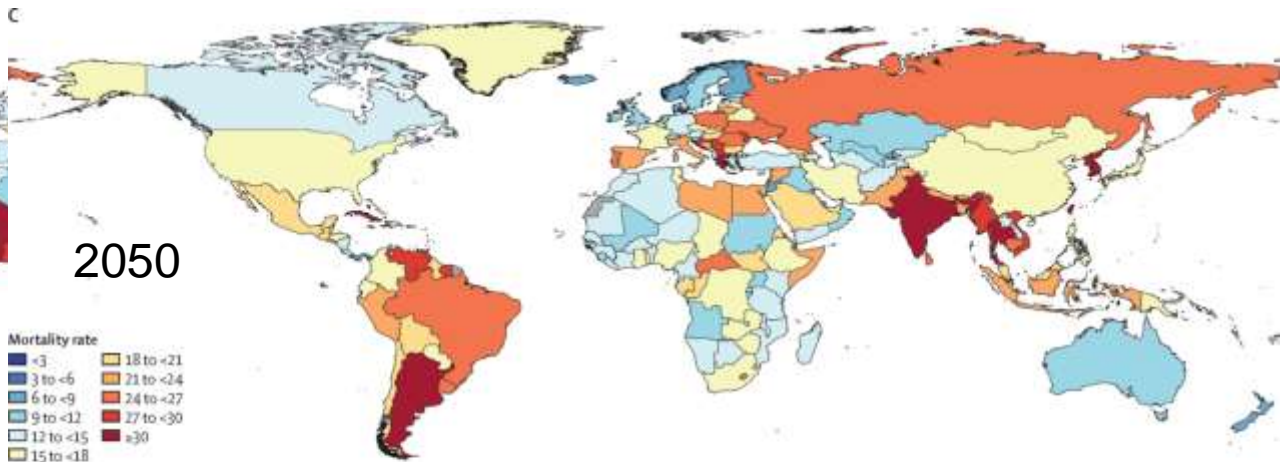 C
2050
Mortality rate
<3
3 to <6
6 to <9
9 to <12
12 to <15
15 to <18
18 to <21
21 to <24
24 to <27
27 to <30
≥30